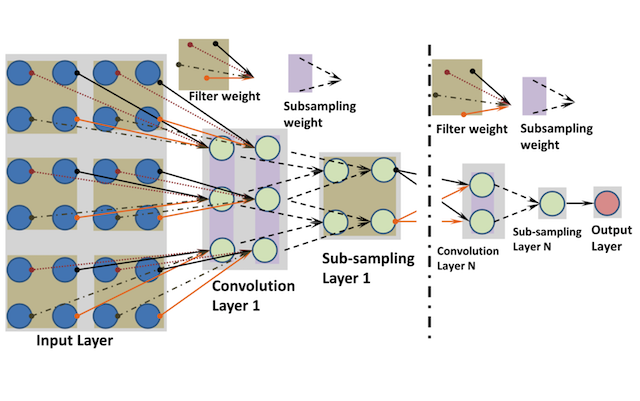 Filter weight
Subsampling
weight
Filter weight
Subsampling
weight
Input Layer
Convolution
Layer 1
Sub-sampling
Layer 1
Convolution
Layer N
Sub-sampling
Layer N
Output
Layer